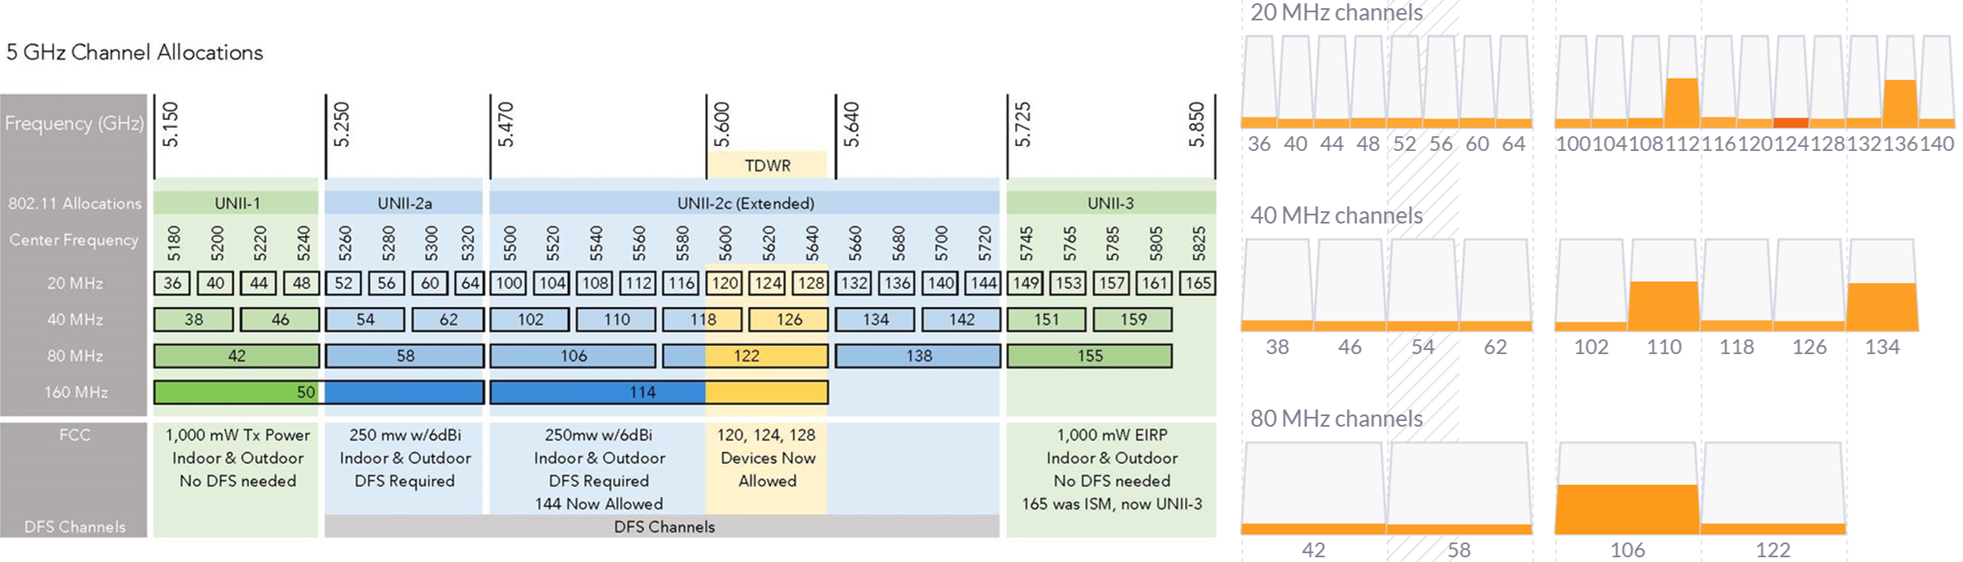 5 GHz Channel Allocations
Frequency (GHz)
5.150
5.250
5.470
5.600
5.640
5.725
5.850
TDWR
802.11 Allocations
UNII-1
UNII-2a
UNII-2c (Extended)
UNII-3
Center Frequency
5180 5200 5220 5240 5260 5280 5300 5320 5500 5520 5540 5560 5580 5600 5620 5640 5660 5680 5700 5720 5745 5765 5785 5805 5825
20 MHz 36 40 44 48 52 56 60 64 100 104 108 112 116 120 124 128 132 136 140 144 149 153 157 161 165
40 MHz 38 46 54 62 102 110 118 126 134 142 151 159
80 MHz 42 58 106 122 138 155
160 MHz 50 114
FCC
1,000 mW Tx Power
Indoor & Outdoor
No DFS needed
250 mw w/6dBi
Indoor & Outdoor
DFS Required
250mw w/6dBi
Indoor & Outdoor
DFS Required
144 Now Allowed
120, 124, 128
Devices Now
Allowed
1,000 mW EIRP
Indoor & Outdoor
No DFS needed
165 was ISM, now UNII-3
DFS Channels
DFS Channels
20 MHz channels
36 40 44 48 52 56 60 64 100 104 108 112 116 120 124 128 132 136 140
40 MHz channels
38 46 54 62 102 110 118 126 134
80 MHz channels
42 58 106 122